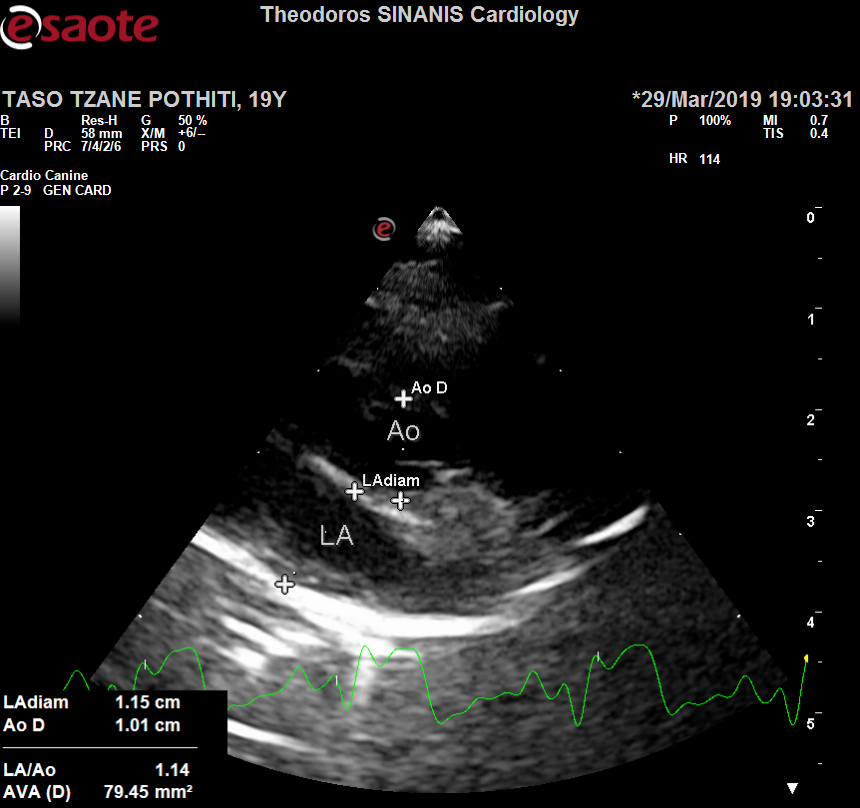 esaote
Theodoros SINANIS Cardiology
TASO TZANE POTHITI, 19Y
*29/Mar/2019 19:03:31
B Res-H G 50 %
TEI D 58 mm X/M +6/--
PRC 7/4/2/6 PRS 0
P 100% MI 0.7
TIS 0.4
HR 114
Cardio Canine
P 2-9 GEN CARD
e
0
1
Ao D
2
Ao
LAdiam
3
LA
4
5
LAdiam 1.15 cm
Ao D 1.01 cm
LA/Ao 1.14
AVA (D) 79.45 mm²